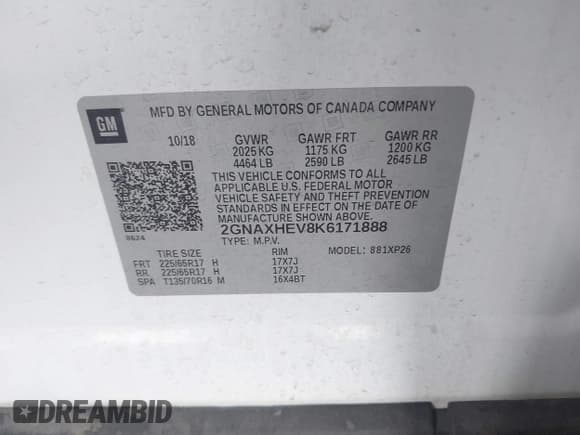 GM
MFD BY GENERAL MOTORS OF CANADA COMPANY
10/18 GVWR GAWR FRT GAWR RR
2025 KG 1175 KG 1200 KG
4464 LB 2590 LB 2645 LB
THIS VEHICLE CONFORMS TO ALL
APPLICABLE U.S. FEDERAL MOTOR
VEHICLE SAFETY AND THEFT PREVENTION
STANDARDS IN EFFECT ON THE DATE OF
MANUFACTURE SHOWN ABOVE.
8624 2GNAXHEV8K6171888
TYPE: M.P.V. MODEL: 881XP26
TIRE SIZE RIM
FRT 225/65R17 H 17X7J
RR 225/65R17 H 17X7J
SPA T135/70R16 M 16X4BT
DREAMBID